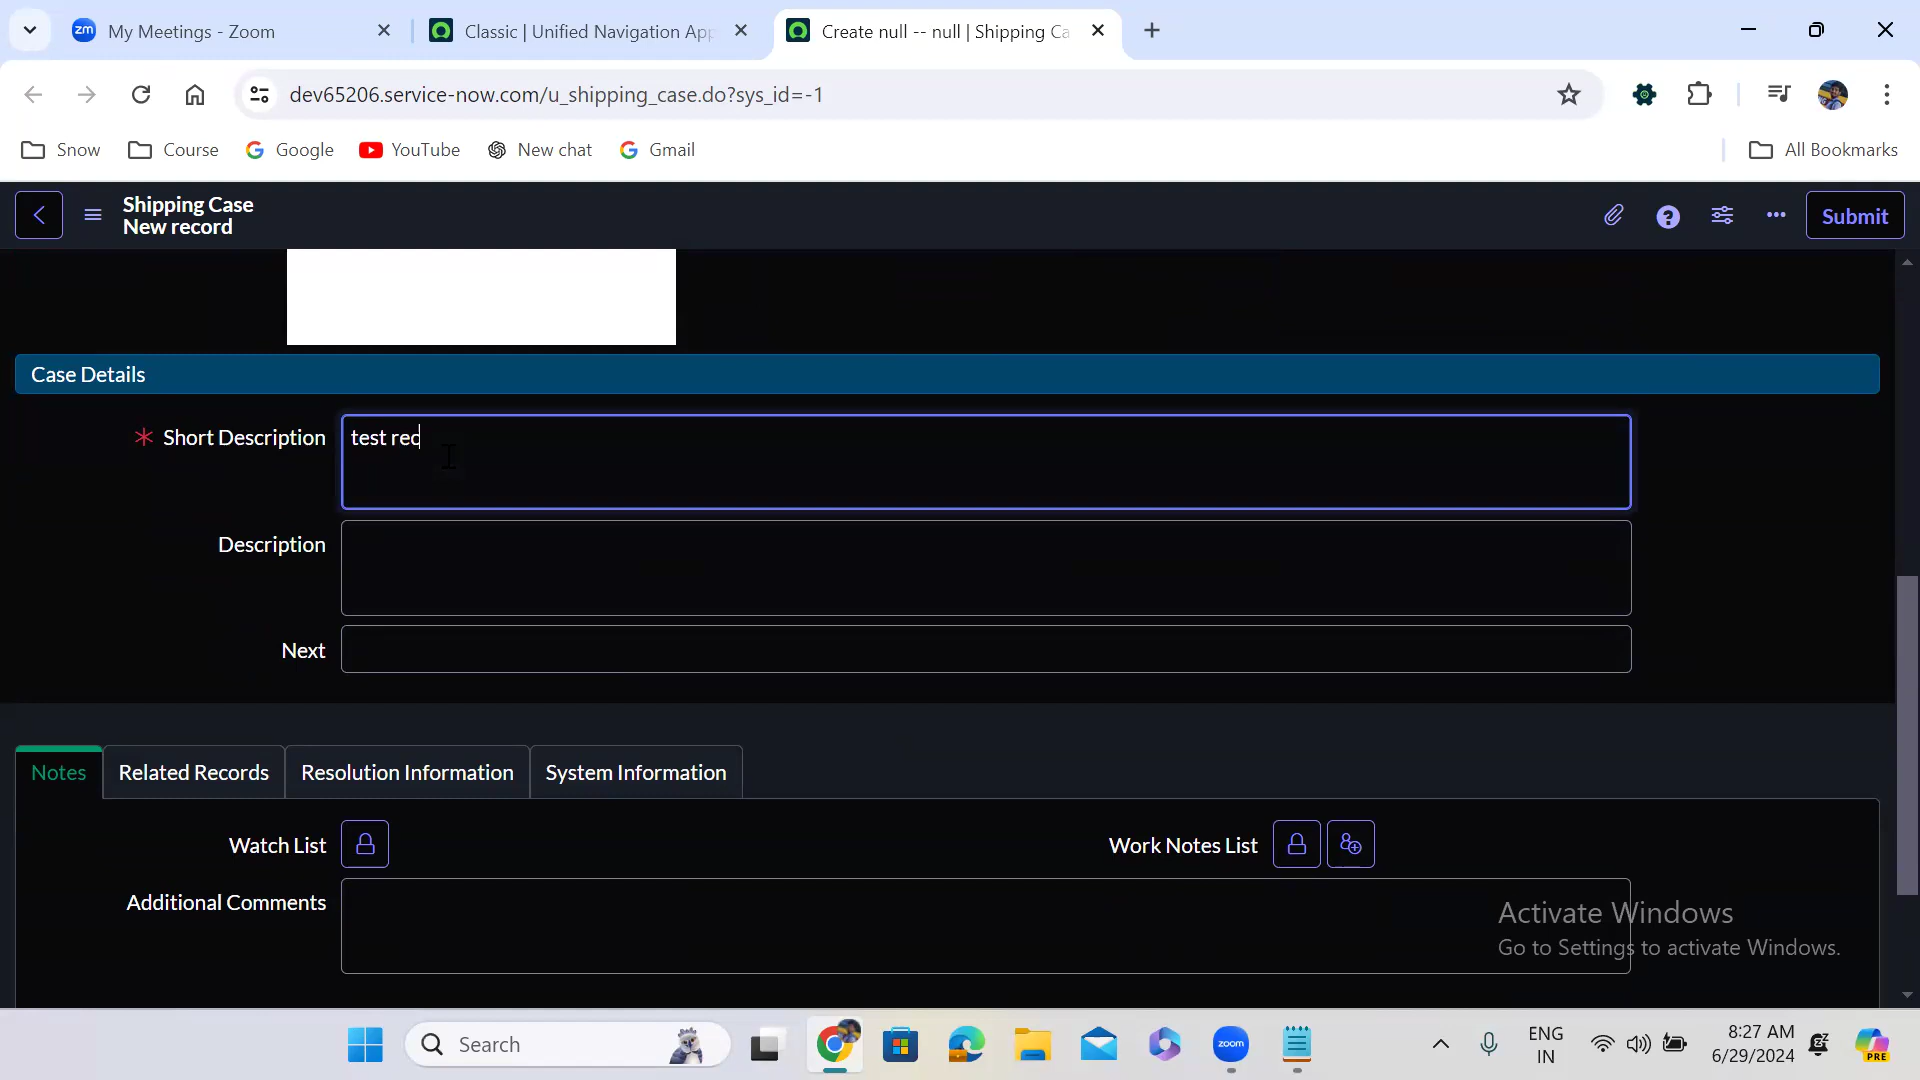 zm My Meetings - Zoom
Classic | Unified Navigation App
Create null -- null | Shipping Ca
dev65206.service-now.com/u_shipping_case.do?sys_id=-1
Snow Course Google YouTube New chat Gmail All Bookmarks
Shipping Case
New record
Submit
Case Details
* Short Description test rec
Description
Next
Notes Related Records Resolution Information System Information
Watch List Work Notes List
Additional Comments
Activate Windows
Go to Settings to activate Windows.
Search
zoom
ENG
IN
8:27 AM
6/29/2024
PRE